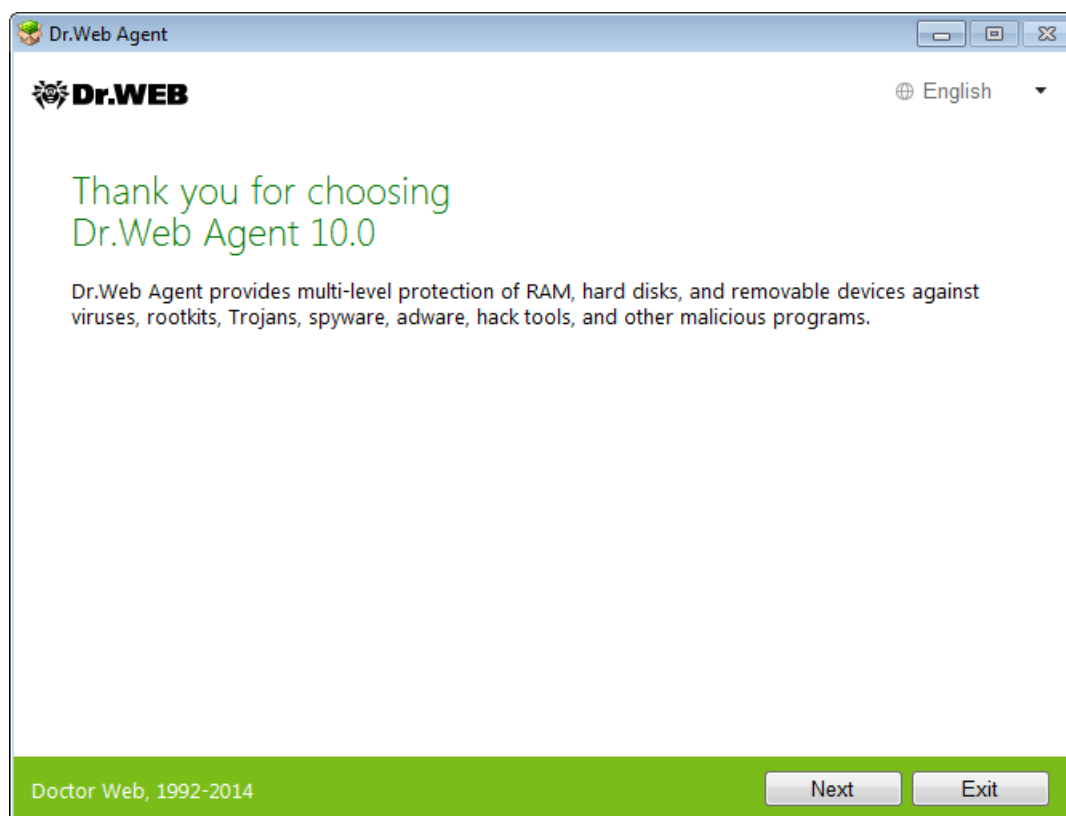 Dr.Web Agent
Dr.WEB
English
Thank you for choosing
Dr.Web Agent 10.0
Dr.Web Agent provides multi-level protection of RAM, hard disks, and removable devices against
viruses, rootkits, Trojans, spyware, adware, hack tools, and other malicious programs.
Doctor Web, 1992-2014
Next
Exit